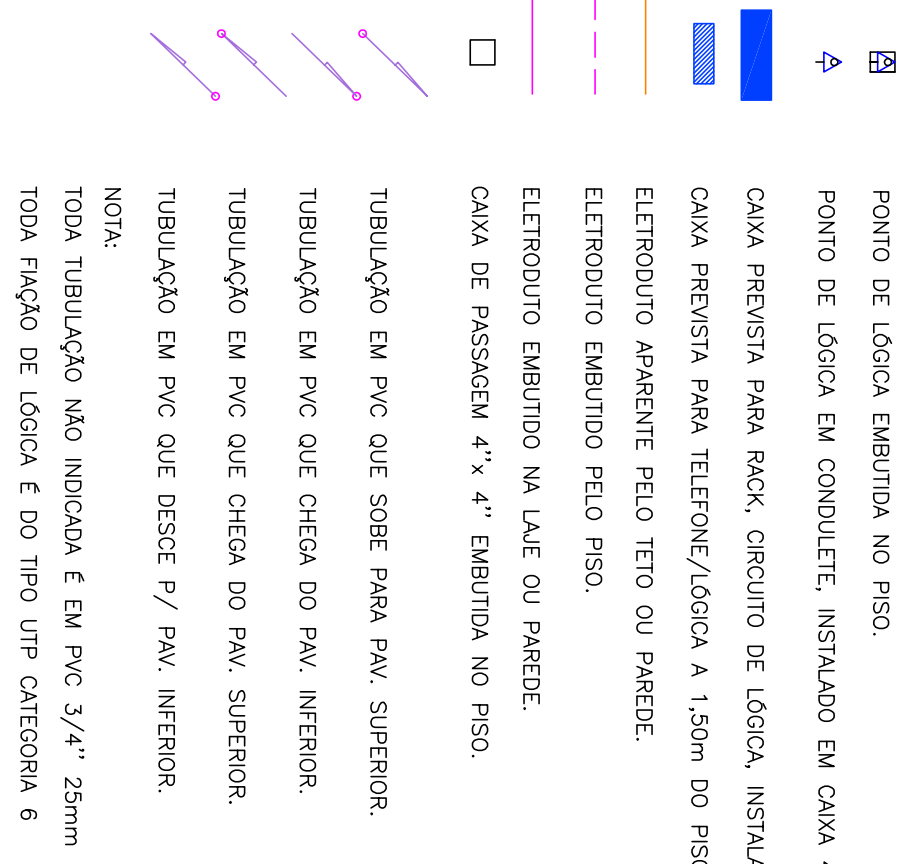 PONTO DE LÓGICA EMBUTIDA NO PISO.
PONTO DE LÓGICA EM CONDULETE, INSTALADO EM CAIXA
CAIXA PREVISTA PARA RACK, CIRCUITO DE LÓGICA, INSTALA
CAIXA PREVISTA PARA TELEFONE/LÓGICA A 1,50m DO PISO
ELETRODUTO APARENTE PELO TETO OU PAREDE.
ELETRODUTO EMBUTIDO PELO PISO.
ELETRODUTO EMBUTIDO NA LAJE OU PAREDE.
CAIXA DE PASSAGEM 4''x 4'' EMBUTIDA NO PISO.
TUBULAÇÃO EM PVC QUE SOBE PARA PAV. SUPERIOR.
TUBULAÇÃO EM PVC QUE CHEGA DO PAV. INFERIOR.
TUBULAÇÃO EM PVC QUE CHEGA DO PAV. SUPERIOR.
TUBULAÇÃO EM PVC QUE DESCE P/ PAV. INFERIOR.
NOTA:
TODA TUBULAÇÃO NÃO INDICADA É EM PVC 3/4'' 25mm
TODA FIAÇÃO DE LÓGICA É DO TIPO UTP CATEGORIA 6